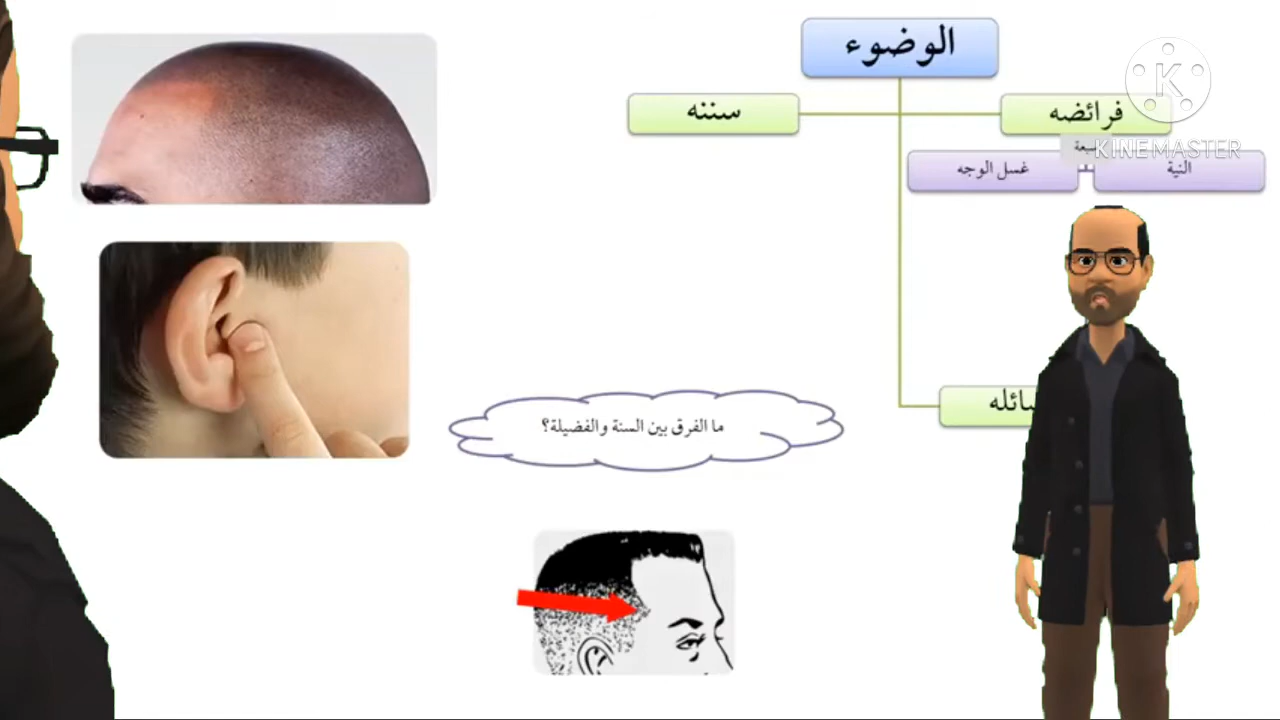 الوضوء
فرائضه
سننه
النية
غسل الوجه
ما الفرق بين السنة والفضيلة؟
K
KINEMASTER